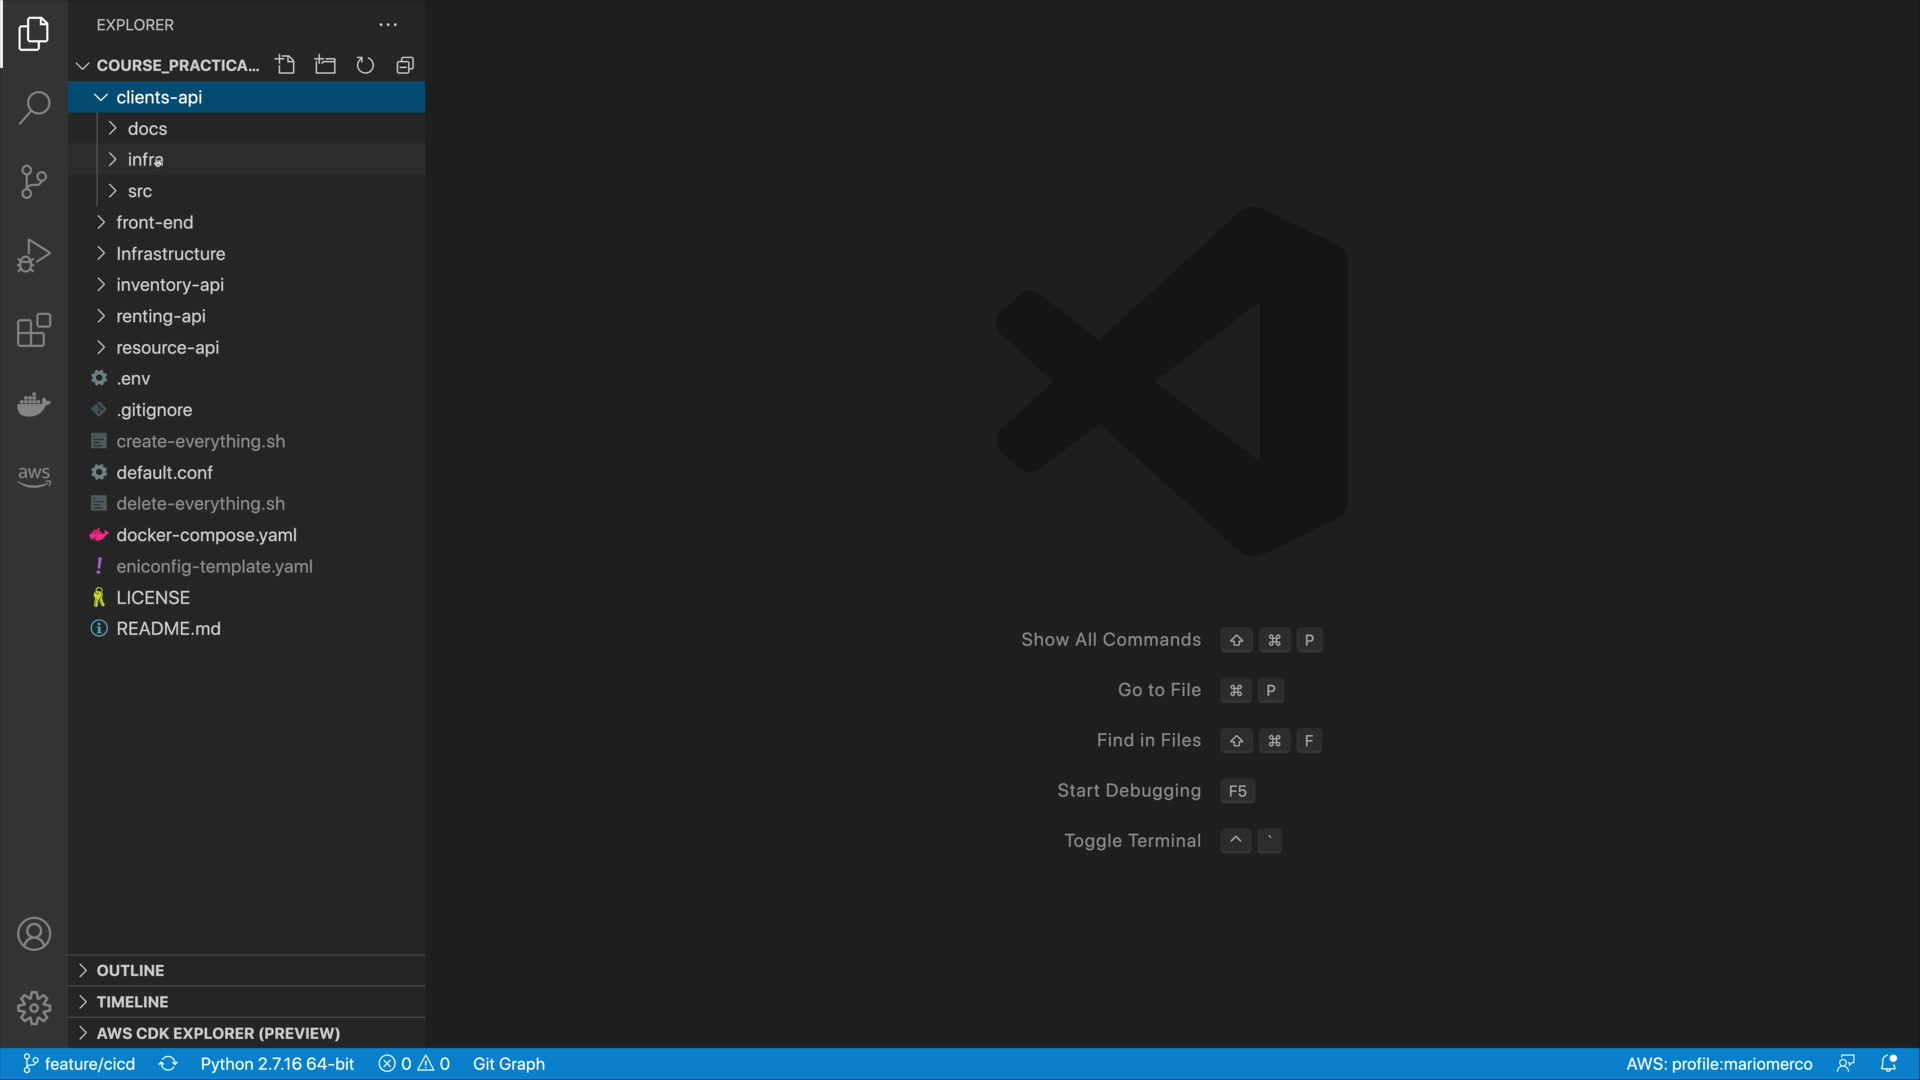 EXPLORER
COURSE_PRACTICA...
clients-api
docs
infra
src
front-end
Infrastructure
inventory-api
renting-api
resource-api
.env
.gitignore
create-everything.sh
default.conf
delete-everything.sh
docker-compose.yaml
eniconfig-template.yaml
LICENSE
README.md
aws
Show All Commands ⇧ ⌘ P
Go to File ⌘ P
Find in Files ⇧ ⌘ F
Start Debugging F5
Toggle Terminal ^ `
OUTLINE
TIMELINE
AWS CDK EXPLORER (PREVIEW)
feature/cicd Python 2.7.16 64-bit 0 0 Git Graph AWS: profile:mariomerco